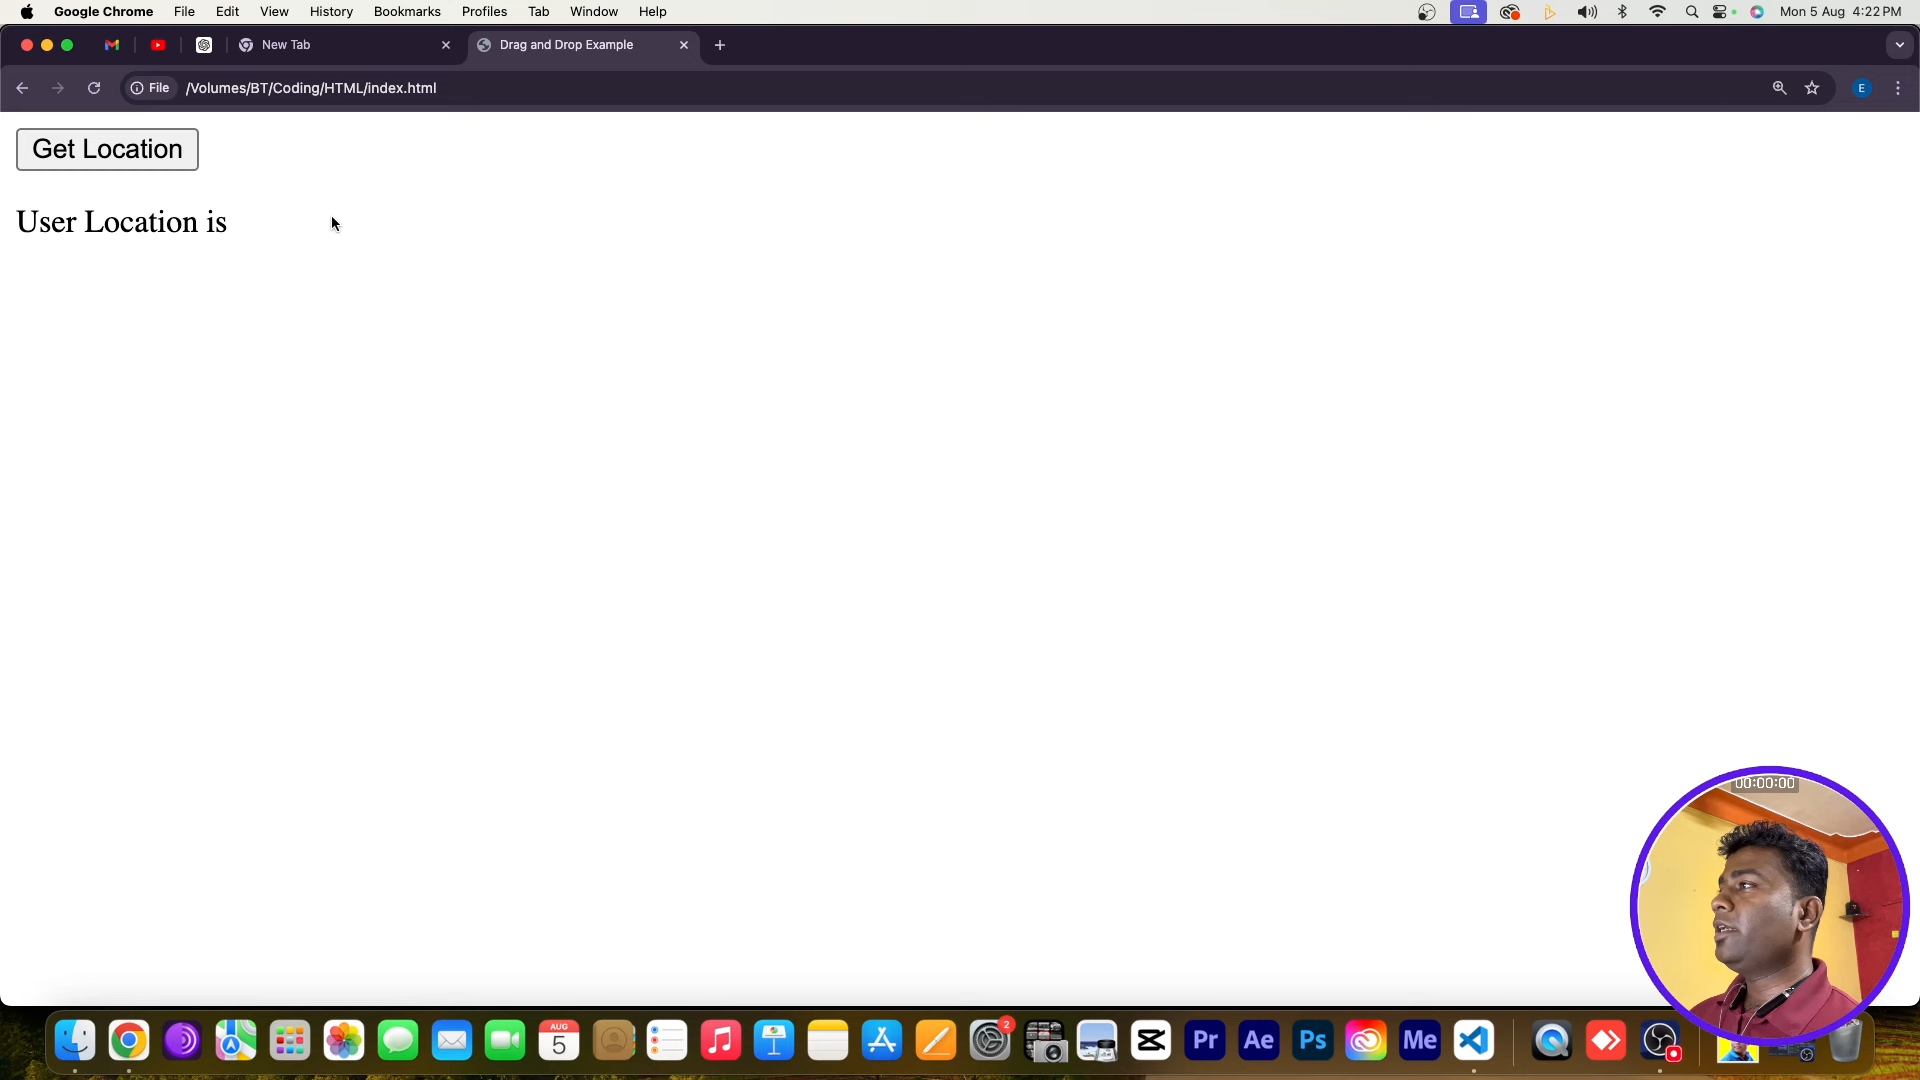 Google Chrome File Edit View History Bookmarks Profiles Tab Window Help Mon 5 Aug 4:22 PM
New Tab Drag and Drop Example
File /Volumes/BT/Coding/HTML/index.html E
Get Location
User Location is
00:00:00
AUG
5
2
Pr
Ae
Ps
Me